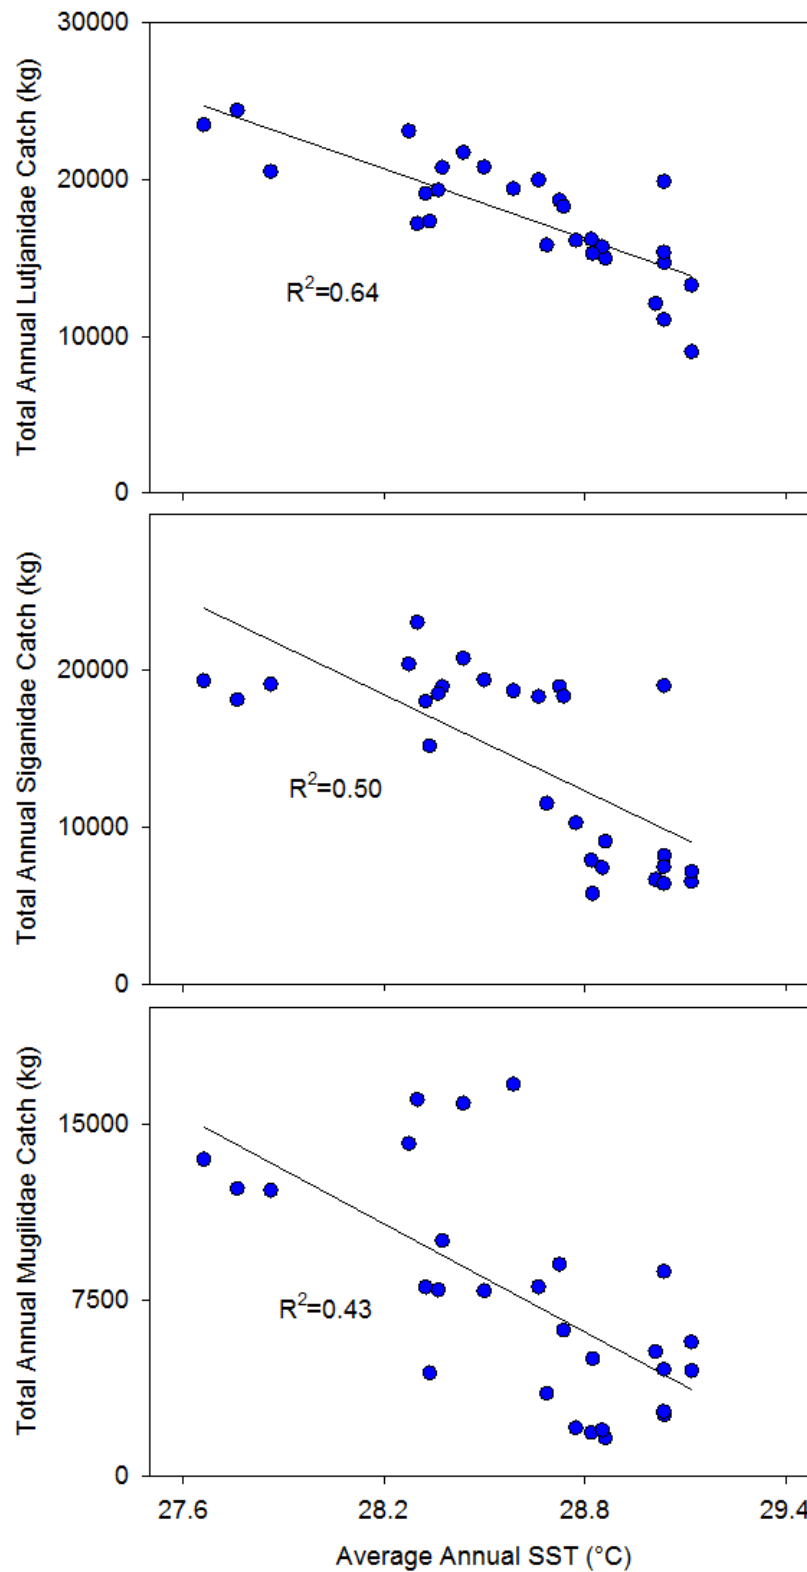 Total Annual Lutjanidae Catch (kg)
30000
20000
10000
0
R²=0.64
Total Annual Siganidae Catch (kg)
20000
10000
0
R²=0.50
Total Annual Mugilidae Catch (kg)
15000
7500
0
R²=0.43
27.6 28.2 28.8 29.4
Average Annual SST (°C)